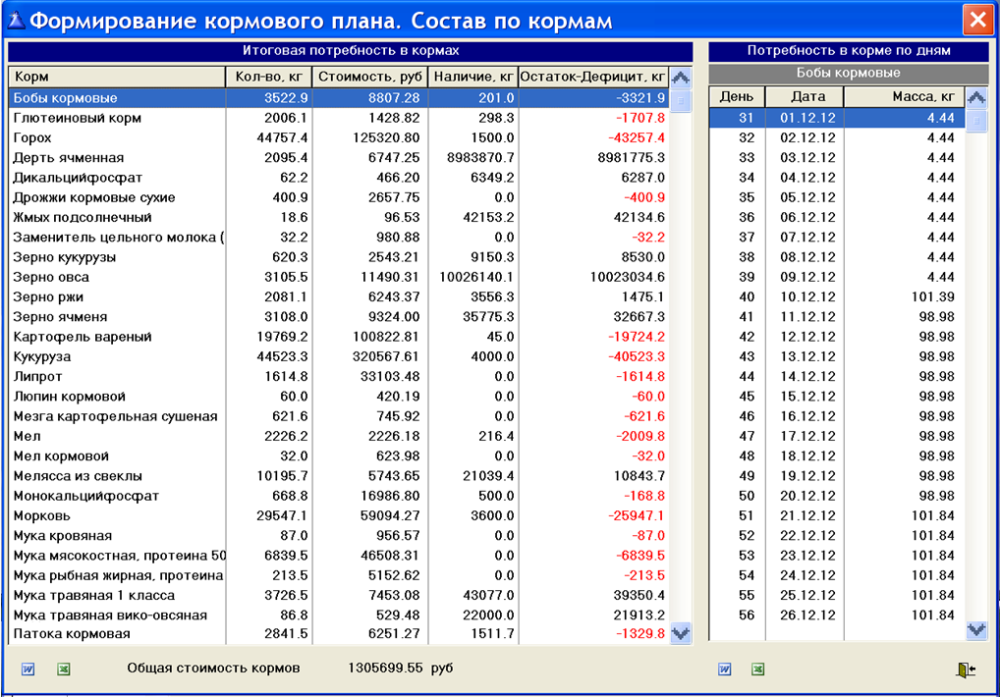 Формирование кормового плана. Состав по кормам
Итоговая потребность в кормах
Корм Кол-во, кг Стоимость, руб Наличие, кг Остаток-Дефицит, кг
Бобы кормовые 3522.9 8807.28 201.0 -3321.9
Глютеиновый корм 2006.1 1428.82 298.3 -1707.8
Горох 44757.4 125320.80 1500.0 -43257.4
Дерть ячменная 2095.4 6747.25 8983870.7 8981775.3
Дикальцийфосфат 62.2 466.20 6349.2 6287.0
Дрожжи кормовые сухие 400.9 2657.75 0.0 -400.9
Жмых подсолнечный 18.6 96.53 42153.2 42134.6
Заменитель цельного молока ( 32.2 980.88 0.0 -32.2
Зерно кукурузы 620.3 2543.21 9150.3 8530.0
Зерно овса 3105.5 11490.31 10026140.1 10023034.6
Зерно ржи 2081.1 6243.37 3556.3 1475.1
Зерно ячменя 3108.0 9324.00 35775.3 32667.3
Картофель вареный 19769.2 100822.81 45.0 -19724.2
Кукуруза 44523.3 320567.61 4000.0 -40523.3
Липрот 1614.8 33103.48 0.0 -1614.8
Люпин кормовой 60.0 420.19 0.0 -60.0
Мезга картофельная сушеная 621.6 745.92 0.0 -621.6
Мел 2226.2 2226.18 216.4 -2009.8
Мел кормовой 32.0 623.98 0.0 -32.0
Мелясса из свеклы 10195.7 5743.65 21039.4 10843.7
Монокальцийфосфат 668.8 16986.80 500.0 -168.8
Морковь 29547.1 59094.27 3600.0 -25947.1
Мука кровяная 87.0 956.57 0.0 -87.0
Мука мясокостная, протеина 50 6839.5 46508.31 0.0 -6839.5
Мука рыбная жирная, протеина 213.5 5152.62 0.0 -213.5
Мука травяная 1 класса 3726.5 7453.08 43077.0 39350.4
Мука травяная вико-овсяная 86.8 529.48 22000.0 21913.2
Патока кормовая 2841.5 6251.27 1511.7 -1329.8
Общая стоимость кормов 1305699.55 руб
Потребность в корме по дням
Бобы кормовые
День Дата Масса, кг
31 01.12.12 4.44
32 02.12.12 4.44
33 03.12.12 4.44
34 04.12.12 4.44
35 05.12.12 4.44
36 06.12.12 4.44
37 07.12.12 4.44
38 08.12.12 4.44
39 09.12.12 4.44
40 10.12.12 101.39
41 11.12.12 98.98
42 12.12.12 98.98
43 13.12.12 98.98
44 14.12.12 98.98
45 15.12.12 98.98
46 16.12.12 98.98
47 17.12.12 98.98
48 18.12.12 98.98
49 19.12.12 98.98
50 20.12.12 98.98
51 21.12.12 101.84
52 22.12.12 101.84
53 23.12.12 101.84
54 24.12.12 101.84
55 25.12.12 101.84
56 26.12.12 101.84